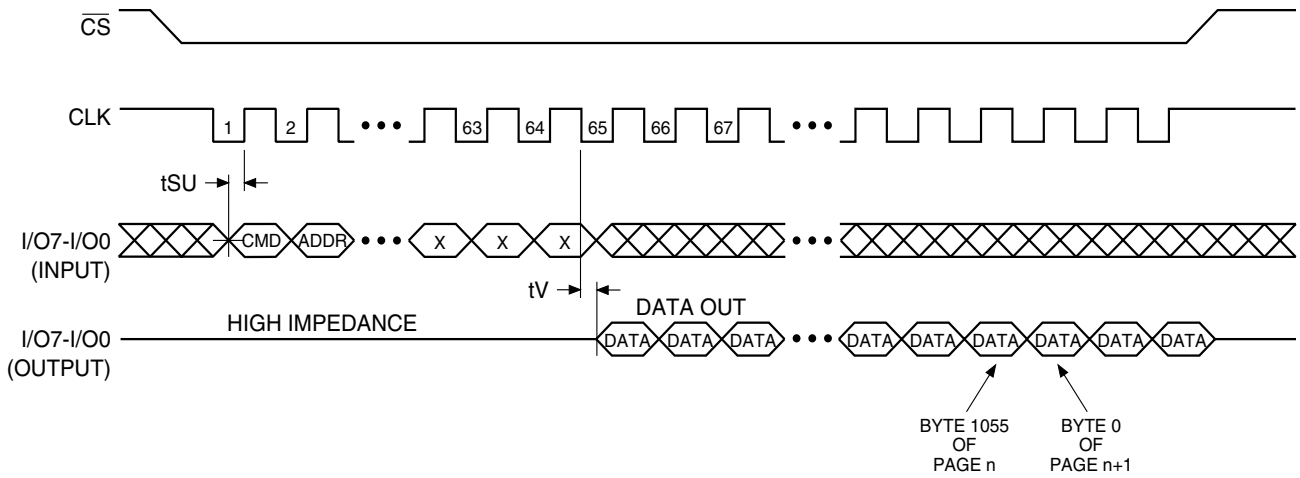 CS
CLK
1 2 • • • 63 64 65 66 67 • • •
tSU
I/O7-I/O0
(INPUT)
CMD ADDR • • • X X X • • •
tV
DATA OUT
HIGH IMPEDANCE
I/O7-I/O0
(OUTPUT)
DATA DATA DATA • • • DATA DATA DATA DATA DATA DATA
BYTE 1055
OF
PAGE n
BYTE 0
OF
PAGE n+1